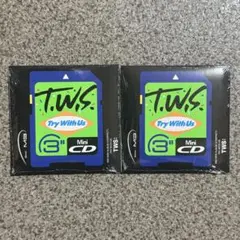 T.W.S.
Try With Us
3"
Mini
CD
T.W.S.
Try With Us
3"
Mini
CD